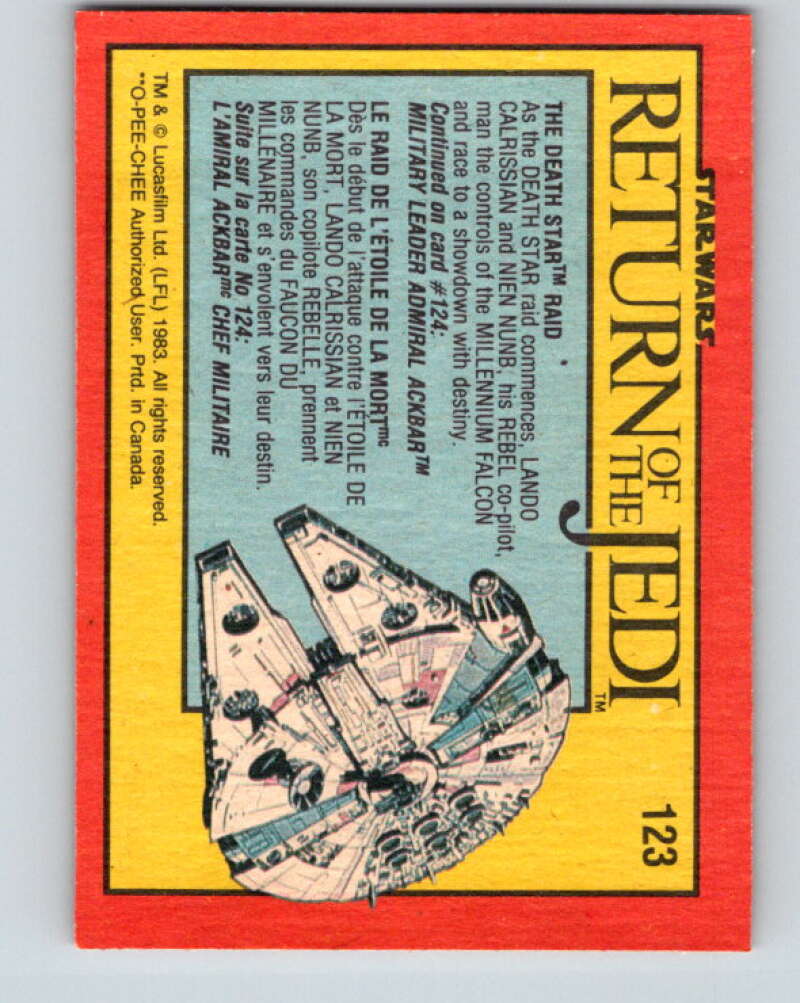 STAR WARS
RETURN OF THE JEDI™
123
THE DEATH STAR™ RAID
As the DEATH STAR raid commences, LANDO
CALRISSIAN and NIEN NUNB, his REBEL co-pilot,
man the controls of the MILLENNIUM FALCON
and race to a showdown with destiny.
Continued on card #124:
MILITARY LEADER ADMIRAL ACKBAR™
LE RAID DE L'ÉTOILE DE LA MORTmc
Dès le début de l'attaque contre l'ÉTOILE DE
LA MORT, LANDO CALRISSIAN et NIEN
NUNB, son copilote REBELLE, prennent
les commandes du FAUCON DU
MILLÉNAIRE et s'envolent vers leur destin.
Suite sur la carte No 124:
L'AMIRAL ACKBARmc CHEF MILITAIRE
TM & © Lucasfilm Ltd. (LFL) 1983. All rights reserved.
**O-PEE-CHEE Authorized User. Prtd. in Canada.